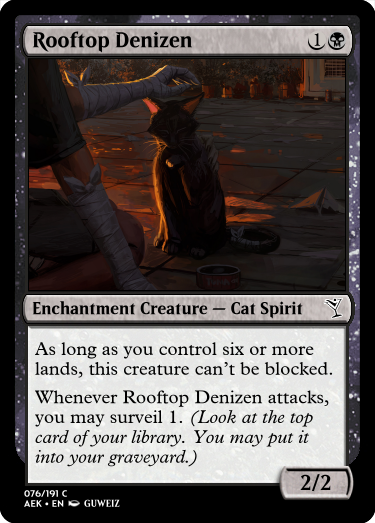 Rooftop Denizen 1
Enchantment Creature — Cat Spirit
As long as you control six or more
lands, this creature can't be blocked.
Whenever Rooftop Denizen attacks,
you may surveil 1. (Look at the top
card of your library. You may put it
into your graveyard.)
2/2
076/191 C
AEK • EN GUWEIZ